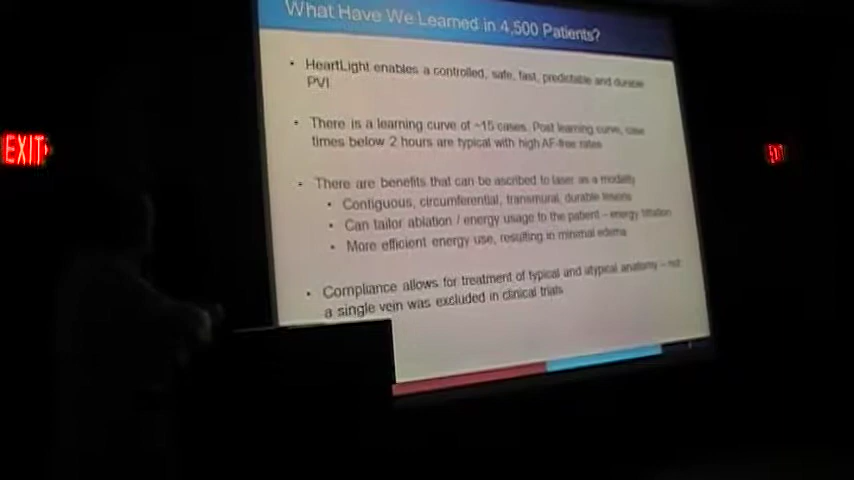 What Have We Learned in 4,500 Patients?
• HeartLight enables a controlled, safe, fast, predictable and durable
PVI
• There is a learning curve of ~15 cases. Post learning curve, case
times below 2 hours are typical with high AF-free rates
• There are benefits that can be ascribed to laser as a modality
• Contiguous, circumferential, transmural, durable lesions
• Can tailor ablation / energy usage to the patient – energy titration
• More efficient energy use, resulting in minimal edema
• Compliance allows for treatment of typical and atypical anatomy – not
a single vein was excluded in clinical trials
EXIT
EXIT